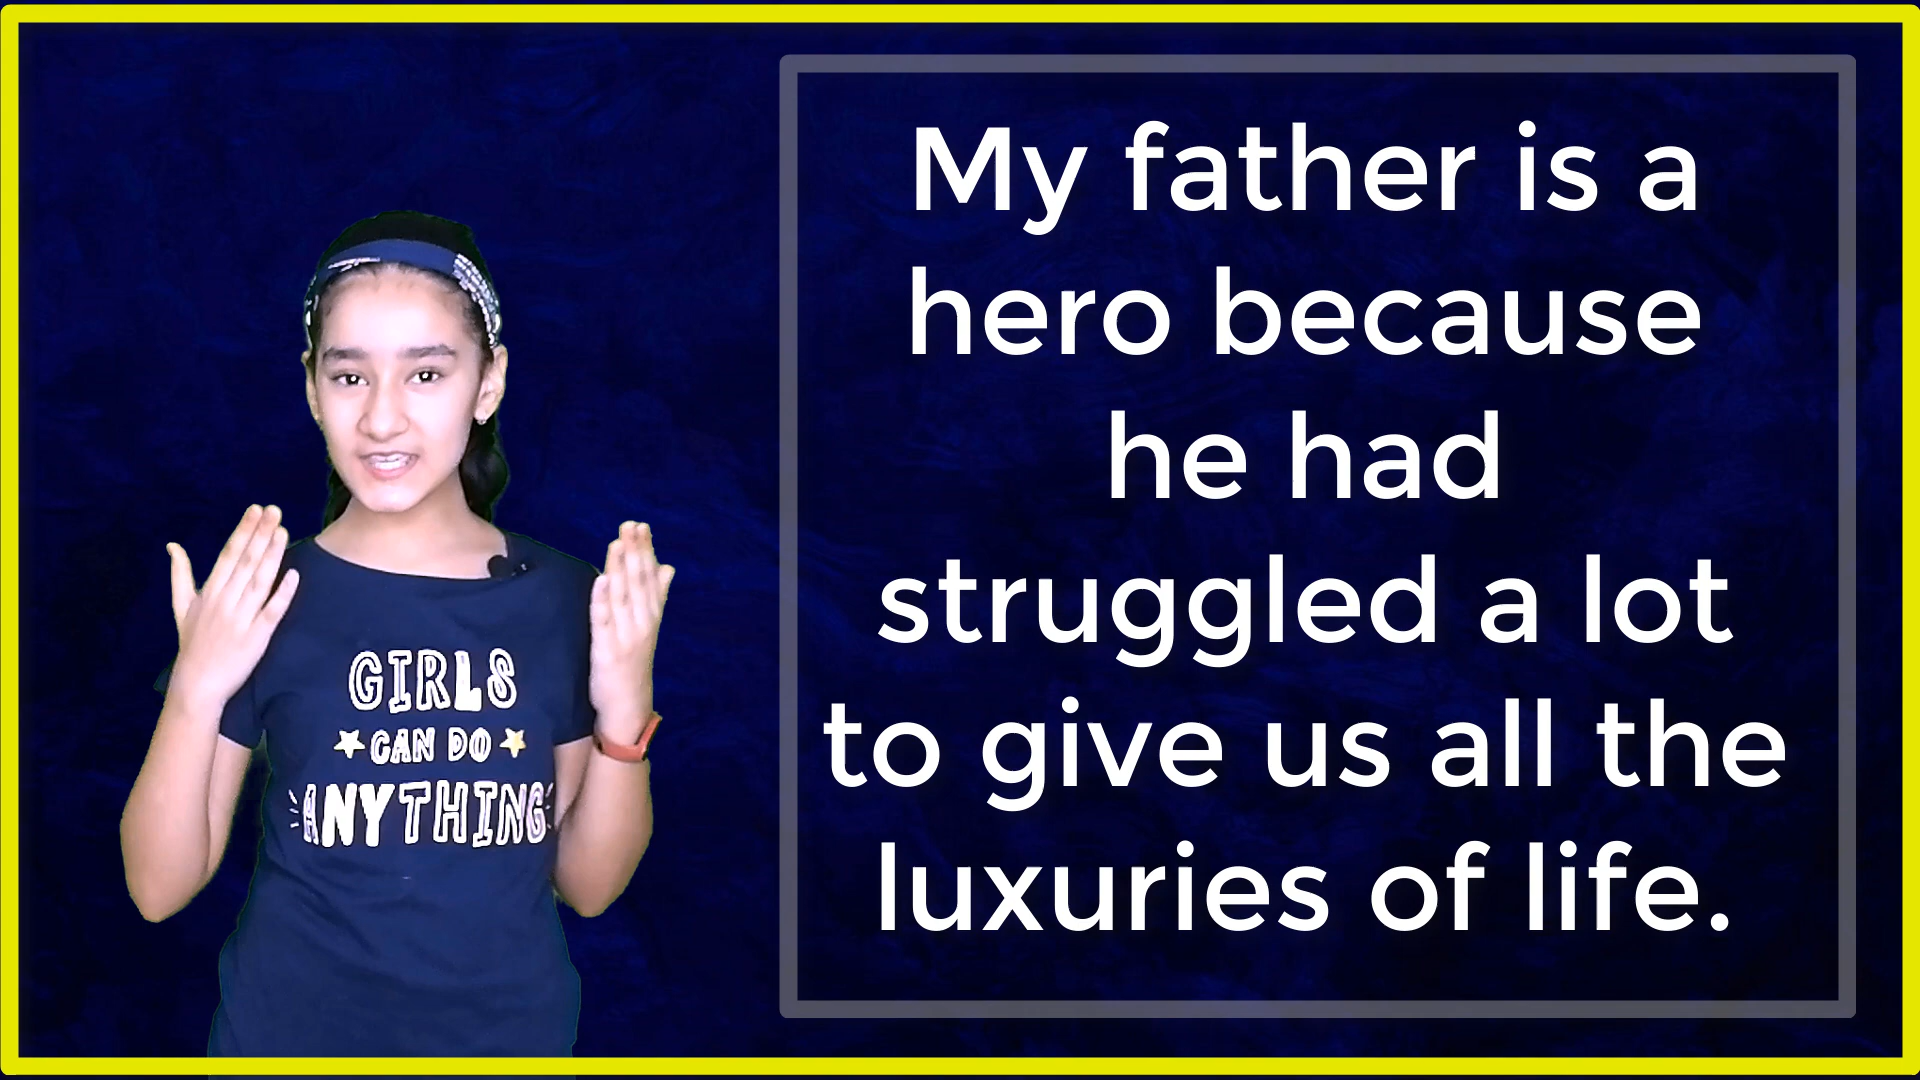 My father is a
hero because
he had
struggled a lot
to give us all the
luxuries of life.
GIRLS
CAN DO
ANYTHING